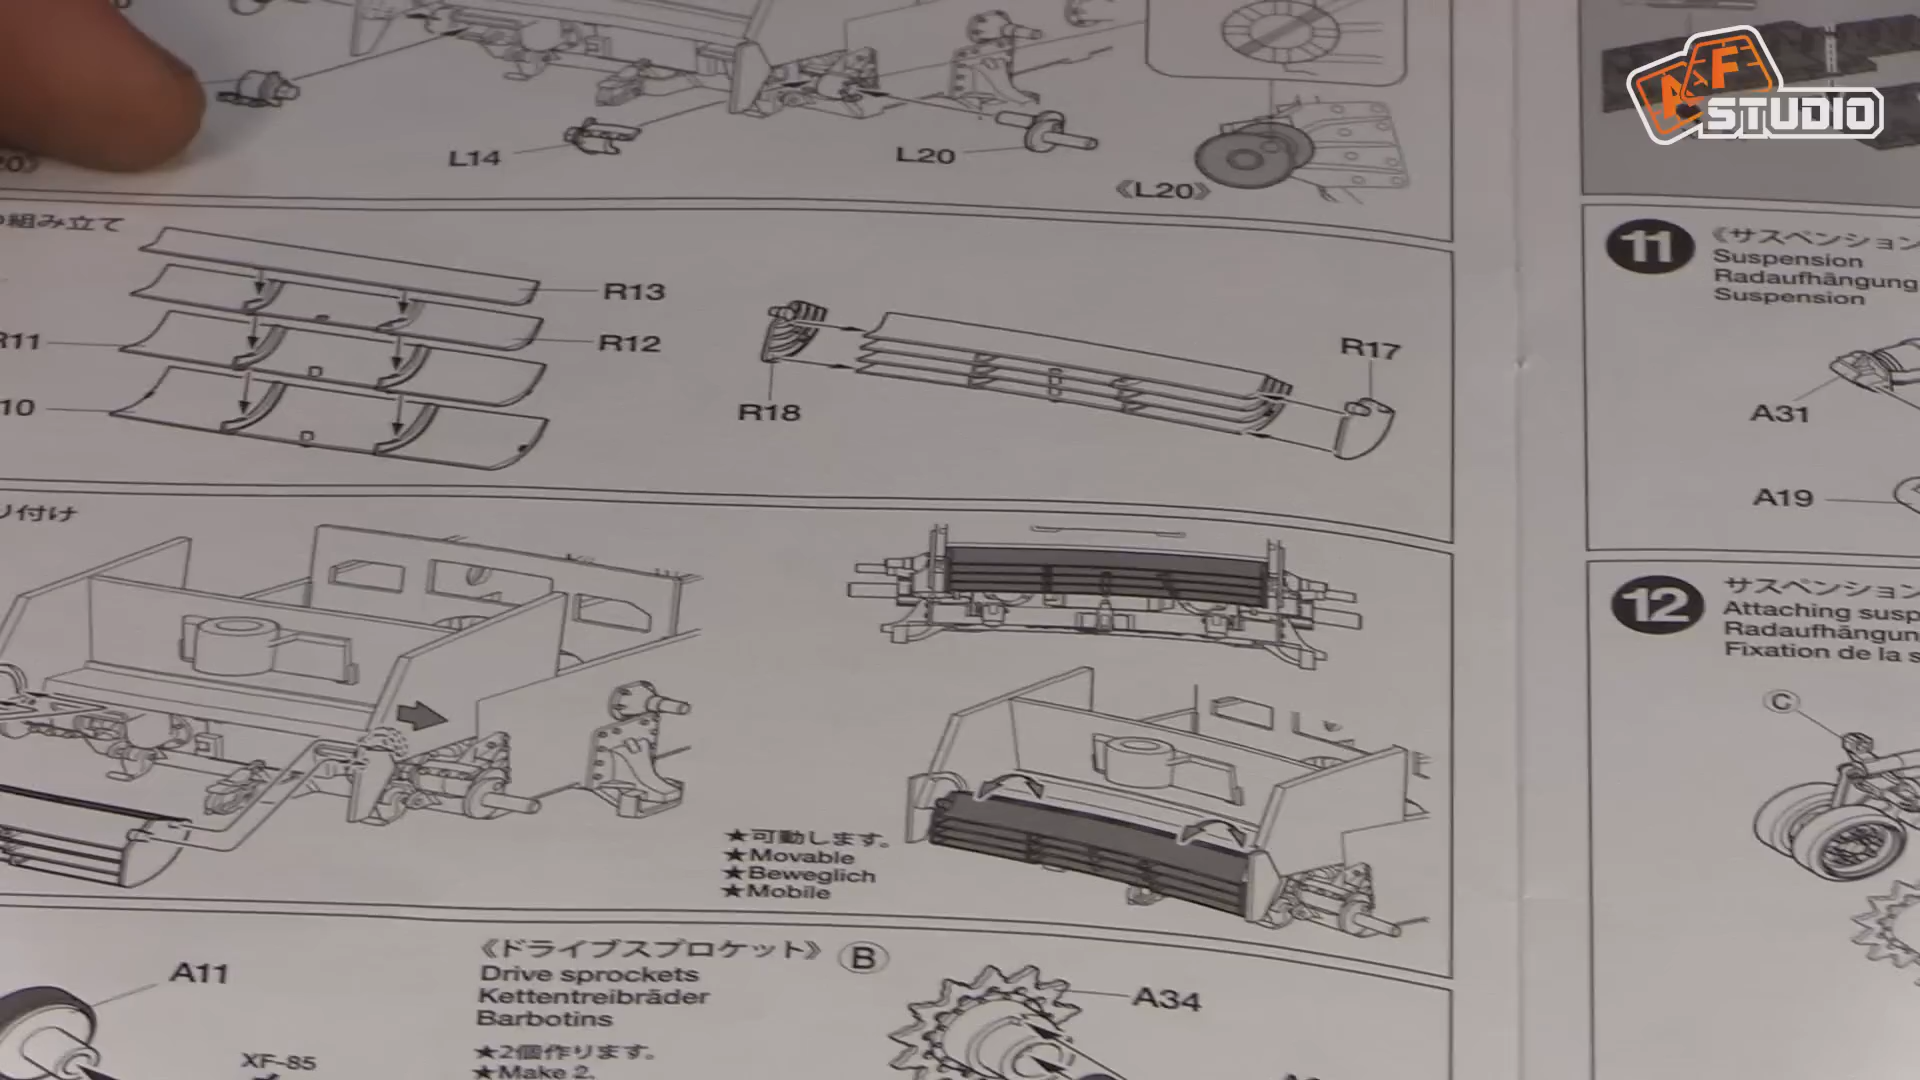 AF
STUDIO
L14
L20
《L20》
組み立て
R13
R12
R11
10
R18
R17
り付け
★可動します。
★Movable
★Beweglich
★Mobile
A11
XF-85
《ドライブスプロケット》 B
Drive sprockets
Kettentreibräder
Barbotins
★2個作ります。
★Make 2.
A34
11 《サスペンション
Suspension
Radaufhängung
Suspension
A31
A19
12 サスペンション
Attaching susp
Radaufhängun
Fixation de la s
C